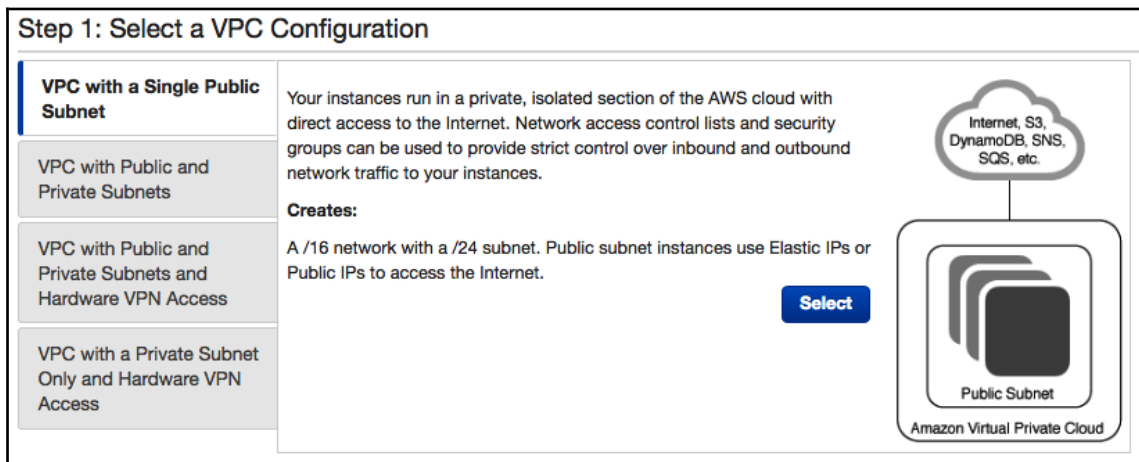 Step 1: Select a VPC Configuration
VPC with a Single Public
Subnet
VPC with Public and
Private Subnets
VPC with Public and
Private Subnets and
Hardware VPN Access
VPC with a Private Subnet
Only and Hardware VPN
Access
Your instances run in a private, isolated section of the AWS cloud with
direct access to the Internet. Network access control lists and security
groups can be used to provide strict control over inbound and outbound
network traffic to your instances.
Creates:
A /16 network with a /24 subnet. Public subnet instances use Elastic IPs or
Public IPs to access the Internet.
Select
Internet, S3,
DynamoDB, SNS,
SQS, etc.
Public Subnet
Amazon Virtual Private Cloud